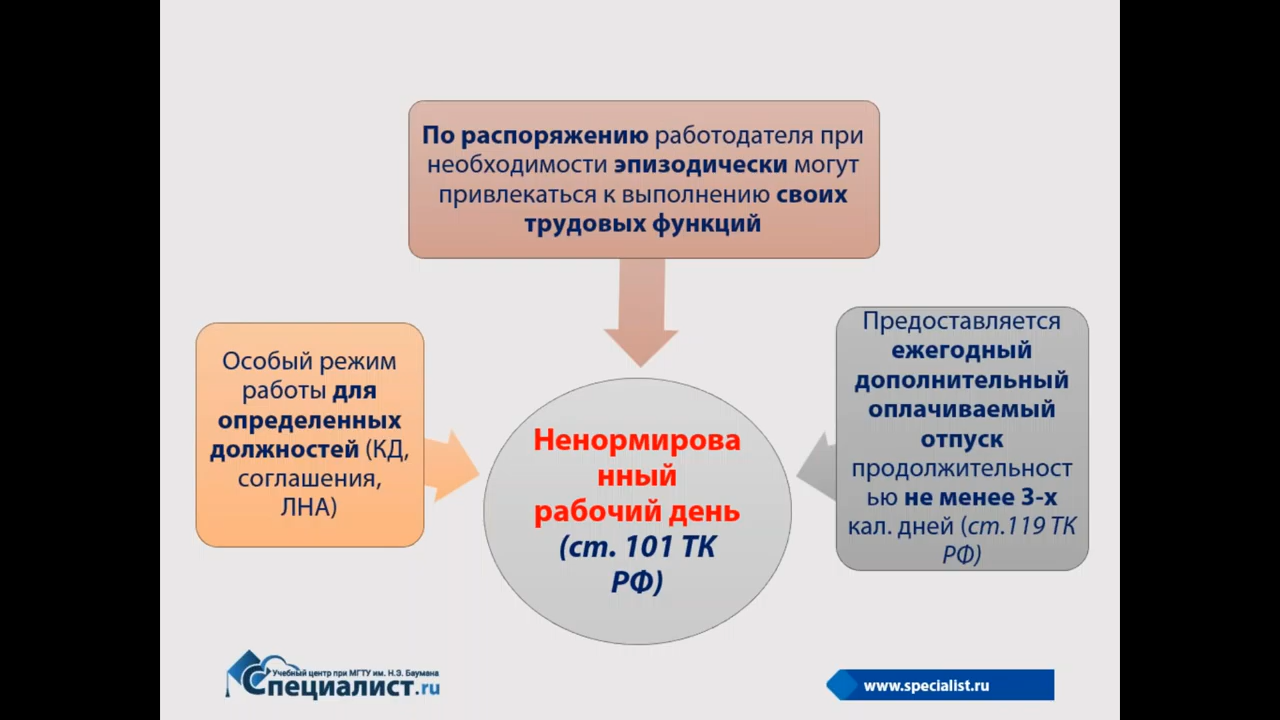 По распоряжению работодателя при
необходимости эпизодически могут
привлекаться к выполнению своих
трудовых функций
Особый режим
работы для
определенных
должностей (КД,
соглашения,
ЛНА)
Ненормирова
нный
рабочий день
(ст. 101 ТК
РФ)
Предоставляется
ежегодный
дополнительный
оплачиваемый
отпуск
продолжительност
ью не менее 3-х
кал. дней (ст.119 ТК
РФ)
Учебный центр при МГТУ им. Н.Э. Баумана
Специалист.ru
www.specialist.ru